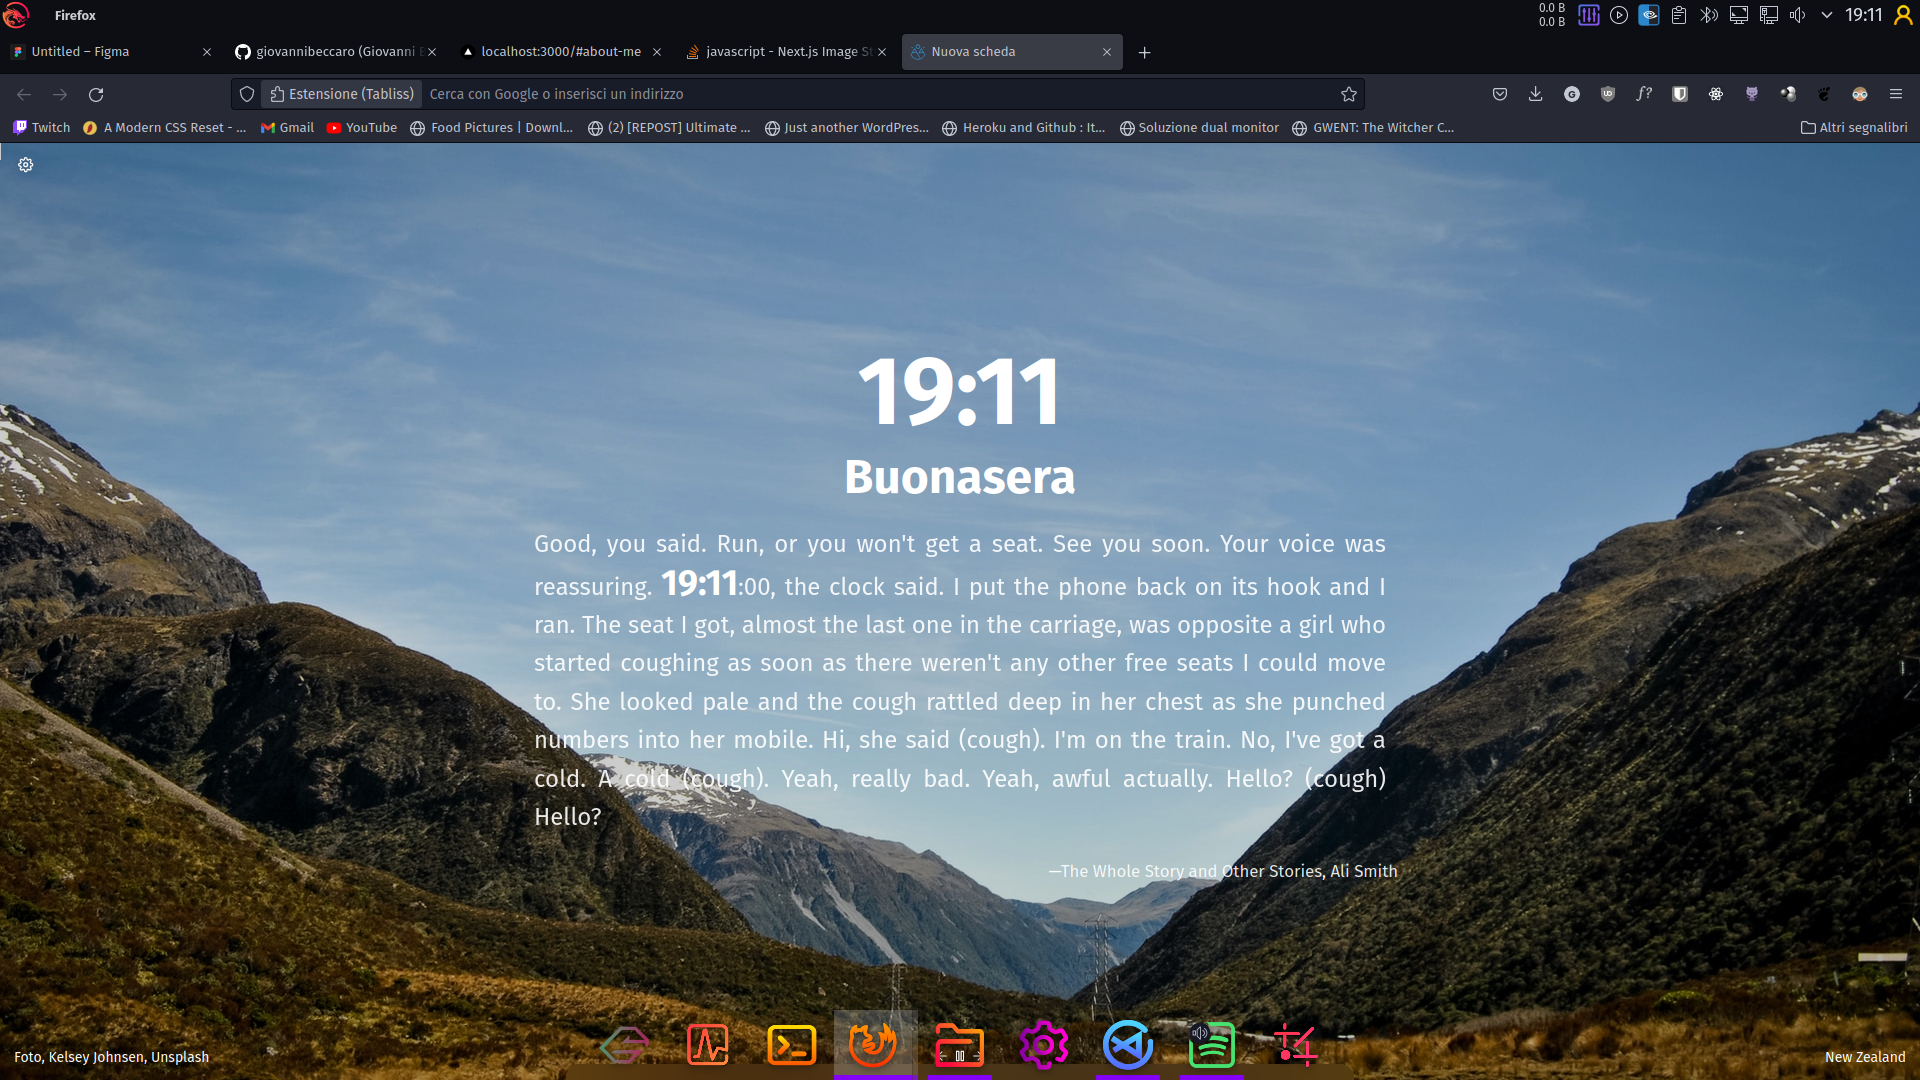 Firefox
0.0 B
0.0 B
19:11
Untitled – Figma
giovannibeccaro (Giovanni
localhost:3000/#about-me
javascript - Next.js Image St
Nuova scheda
Estensione (Tabliss)
Cerca con Google o inserisci un indirizzo
Twitch
A Modern CSS Reset - ...
Gmail
YouTube
Food Pictures | Downl...
(2) [REPOST] Ultimate ...
Just another WordPres...
Heroku and Github : It...
Soluzione dual monitor
GWENT: The Witcher C...
Altri segnalibri
19:11
Buonasera
Good, you said. Run, or you won't get a seat. See you soon. Your voice was
reassuring. 19:11:00, the clock said. I put the phone back on its hook and I
ran. The seat I got, almost the last one in the carriage, was opposite a girl who
started coughing as soon as there weren't any other free seats I could move
to. She looked pale and the cough rattled deep in her chest as she punched
numbers into her mobile. Hi, she said (cough). I'm on the train. No, I've got a
cold. A cold (cough). Yeah, really bad. Yeah, awful actually. Hello? (cough)
Hello?
—The Whole Story and Other Stories, Ali Smith
Foto, Kelsey Johnsen, Unsplash
New Zealand